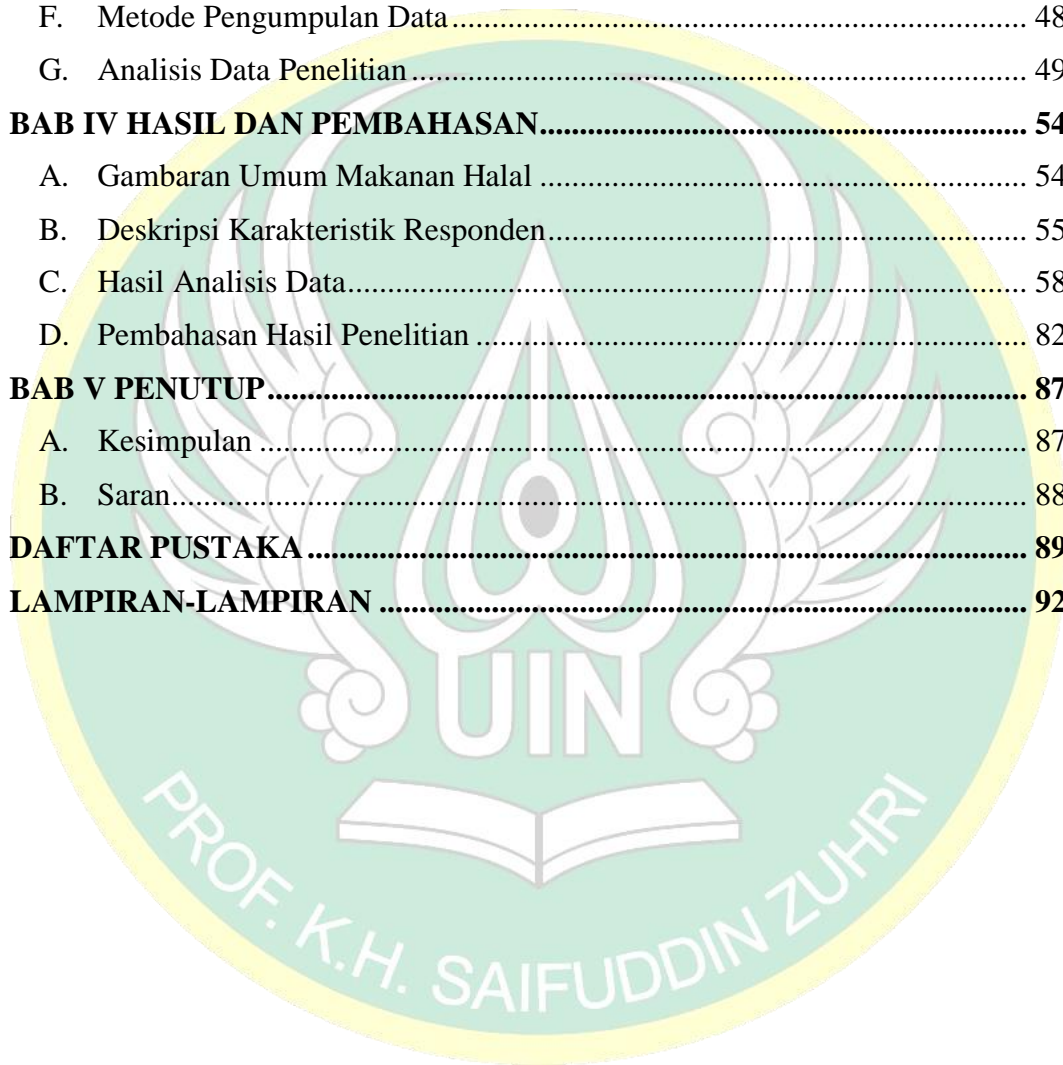 F. Metode Pengumpulan Data .......... 48
G. Analisis Data Penelitian .......... 49
BAB IV HASIL DAN PEMBAHASAN .......... 54
A. Gambaran Umum Makanan Halal .......... 54
B. Deskripsi Karakteristik Responden .......... 55
C. Hasil Analisis Data .......... 58
D. Pembahasan Hasil Penelitian .......... 82
BAB V PENUTUP .......... 87
A. Kesimpulan .......... 87
B. Saran .......... 88
DAFTAR PUSTAKA .......... 89
LAMPIRAN-LAMPIRAN .......... 92
UIN
PROF. K.H. SAIFUDDIN ZUHRI